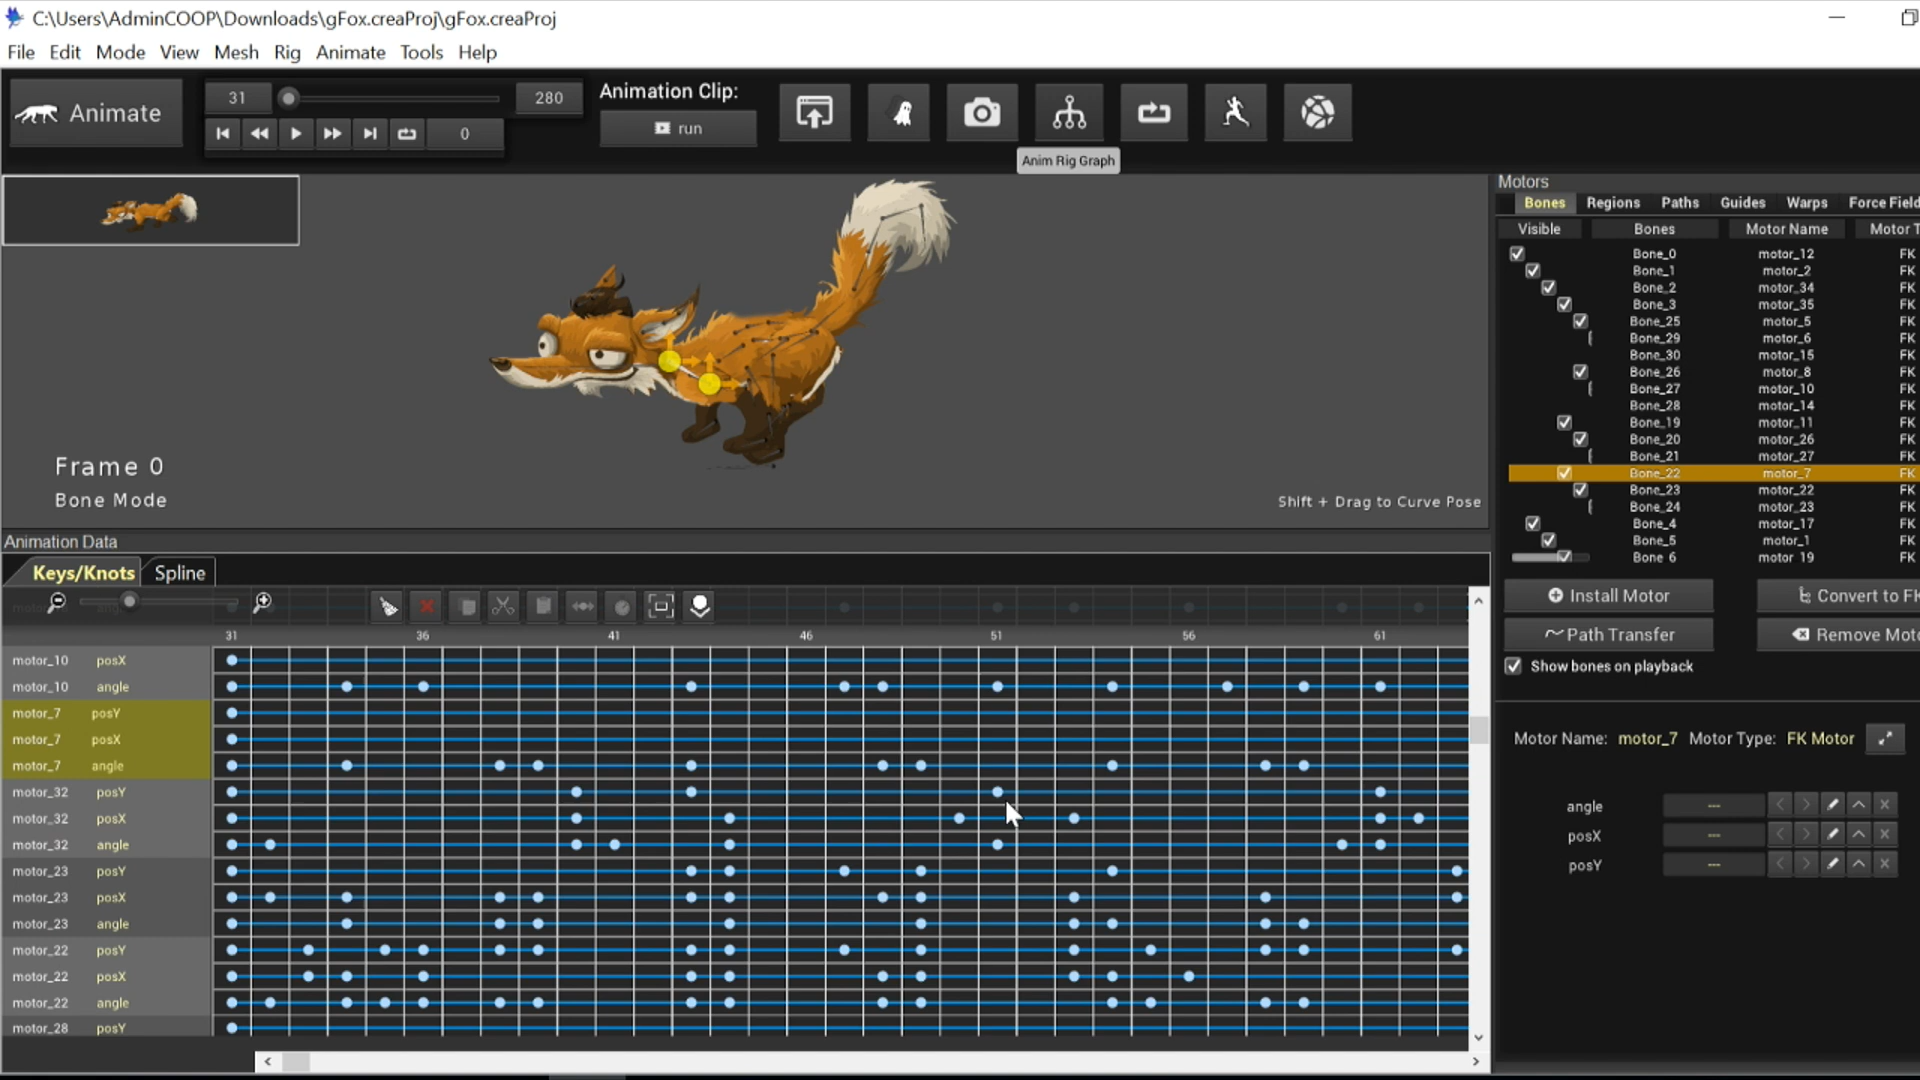 C:\Users\AdminCOOP\Downloads\gFox.creaProj\gFox.creaProj
File Edit Mode View Mesh Rig Animate Tools Help
Animate
31 280
0
Animation Clip:
run
Anim Rig Graph
Frame 0
Bone Mode
Shift + Drag to Curve Pose
Motors
Bones Regions Paths Guides Warps Force Field
Visible Bones Motor Name Motor T
Bone_0 motor_12 FK
Bone_1 motor_2 FK
Bone_2 motor_34 FK
Bone_3 motor_35 FK
Bone_25 motor_5 FK
Bone_29 motor_6 FK
Bone_30 motor_15 FK
Bone_26 motor_8 FK
Bone_27 motor_10 FK
Bone_28 motor_14 FK
Bone_19 motor_11 FK
Bone_20 motor_26 FK
Bone_21 motor_27 FK
Bone_22 motor_7 FK
Bone_23 motor_22 FK
Bone_24 motor_23 FK
Bone_4 motor_17 FK
Bone_5 motor_1 FK
Bone_6 motor_19 FK
Install Motor Convert to FK
Path Transfer Remove Moto
Show bones on playback
Motor Name: motor_7 Motor Type: FK Motor
angle ---
posX ---
posY ---
Animation Data
Keys/Knots Spline
31 36 41 46 51 56 61
motor_10 posX
motor_10 angle
motor_7 posY
motor_7 posX
motor_7 angle
motor_32 posY
motor_32 posX
motor_32 angle
motor_23 posY
motor_23 posX
motor_23 angle
motor_22 posY
motor_22 posX
motor_22 angle
motor_28 posY